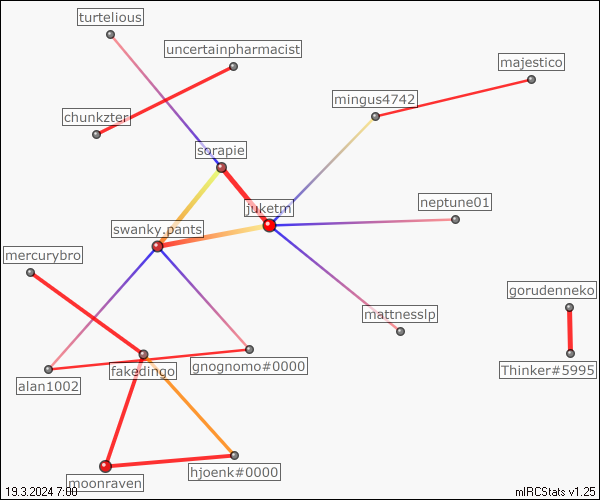 turtelious
uncertainpharmacist
majestico
mingus4742
chunkzter
sorapie
neptune01
juketrn
swanky.pants
mercurybro
gorudenneko
mattnesslp
gnognomo#0000
fakedingo
Thinker#5995
alan1002
hjoenk#0000
moonraven
19.3.2024 7:00
mIRCStats v1.25